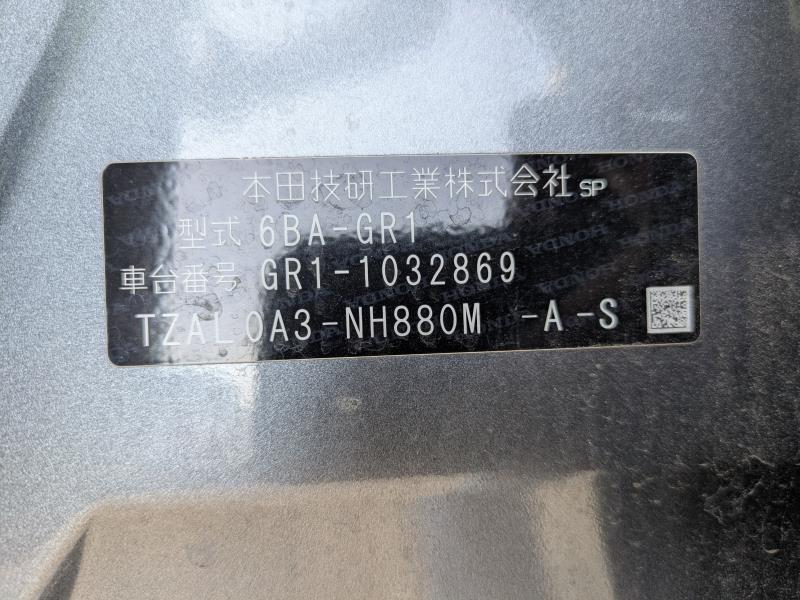 本田技研工業株式会社 SP
型式 6BA-GR1
車台番号 GR1-1032869
TZAL0A3-NH880M -A-S